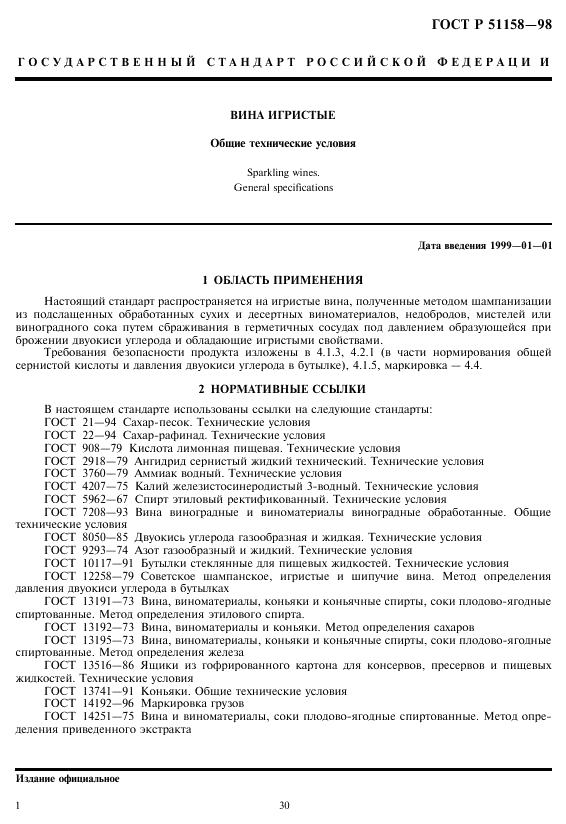 ГОСТ Р 51158—98
ГОСУДАРСТВЕННЫЙ СТАНДАРТ РОССИЙСКОЙ ФЕДЕРАЦИИ
ВИНА ИГРИСТЫЕ
Общие технические условия
Sparkling wines.
General specifications
Дата введения 1999—01—01
1 ОБЛАСТЬ ПРИМЕНЕНИЯ
Настоящий стандарт распространяется на игристые вина, полученные методом шампанизации
из подслащенных обработанных сухих и десертных виноматериалов, недобродов, мистелей или
виноградного сока путем сбраживания в герметичных сосудах под давлением образующейся при
брожении двуокиси углерода и обладающие игристыми свойствами.
Требования безопасности продукта изложены в 4.1.3, 4.2.1 (в части нормирования общей
сернистой кислоты и давления двуокиси углерода в бутылке), 4.1.5, маркировка — 4.4.
2 НОРМАТИВНЫЕ ССЫЛКИ
В настоящем стандарте использованы ссылки на следующие стандарты:
ГОСТ 21—94 Сахар-песок. Технические условия
ГОСТ 22—94 Сахар-рафинад. Технические условия
ГОСТ 908—79 Кислота лимонная пищевая. Технические условия
ГОСТ 2918—79 Ангидрид сернистый жидкий технический. Технические условия
ГОСТ 3760—79 Аммиак водный. Технические условия
ГОСТ 4207—75 Калий железистосинеродистый 3-водный. Технические условия
ГОСТ 5962—67 Спирт этиловый ректификованный. Технические условия
ГОСТ 7208—93 Вина виноградные и виноматериалы виноградные обработанные. Общие
технические условия
ГОСТ 8050—85 Двуокись углерода газообразная и жидкая. Технические условия
ГОСТ 9293—74 Азот газообразный и жидкий. Технические условия
ГОСТ 10117—91 Бутылки стеклянные для пищевых жидкостей. Технические условия
ГОСТ 12258—79 Советское шампанское, игристые и шипучие вина. Метод определения
давления двуокиси углерода в бутылках
ГОСТ 13191—73 Вина, виноматериалы, коньяки и коньячные спирты, соки плодово-ягодные
спиртованные. Метод определения этилового спирта.
ГОСТ 13192—73 Вина, виноматериалы и коньяки. Метод определения сахаров
ГОСТ 13195—73 Вина, виноматериалы, коньяки и коньячные спирты, соки плодово-ягодные
спиртованные. Метод определения железа
ГОСТ 13516—86 Ящики из гофрированного картона для консервов, пресервов и пищевых
жидкостей. Технические условия
ГОСТ 13741—91 Коньяки. Общие технические условия
ГОСТ 14192—96 Маркировка грузов
ГОСТ 14251—75 Вина и виноматериалы, соки плодово-ягодные спиртованные. Метод опре-
деления приведенного экстракта
Издание официальное
1 30